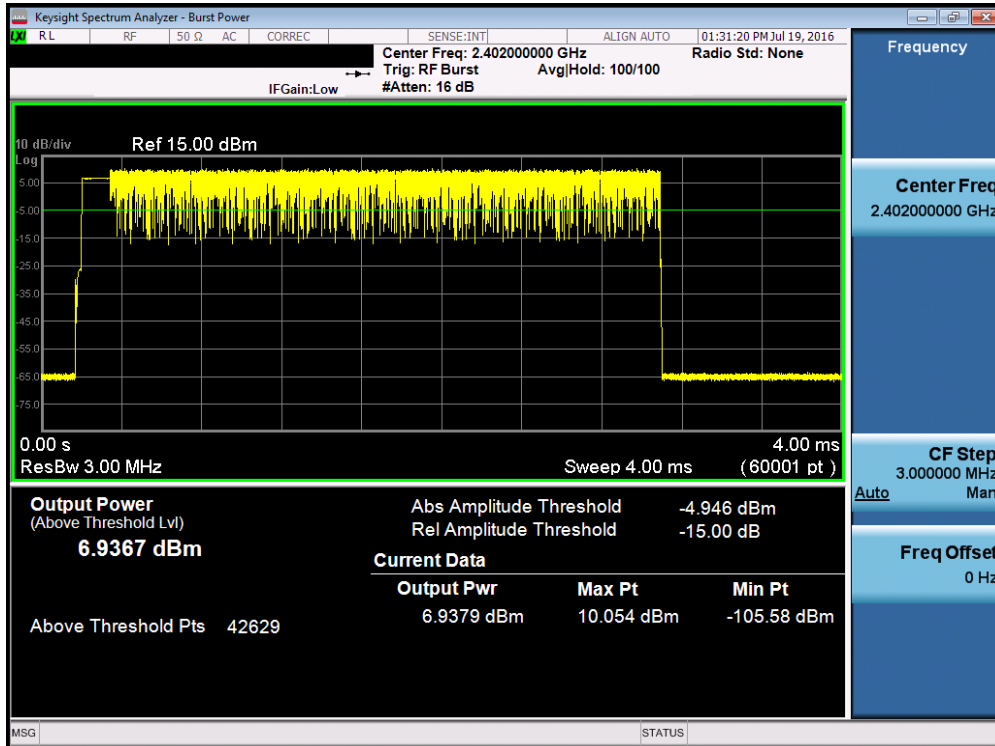 Keysight Spectrum Analyzer - Burst Power
LXI RL RF 50 Ω AC CORREC SENSE:INT ALIGN AUTO 01:31:20 PM Jul 19, 2016
Center Freq: 2.402000000 GHz Radio Std: None
Trig: RF Burst Avg|Hold: 100/100
IFGain:Low #Atten: 16 dB
Frequency
10 dB/div Ref 15.00 dBm
Log
5.00
-5.00
-15.0
-25.0
-35.0
-45.0
-55.0
-65.0
-75.0
0.00 s 4.00 ms
ResBw 3.00 MHz Sweep 4.00 ms (60001 pt)
Center Freq
2.402000000 GHz
CF Step
3.000000 MHz
Auto Man
Freq Offset
0 Hz
Output Power
(Above Threshold Lvl)
6.9367 dBm
Above Threshold Pts 42629
Abs Amplitude Threshold -4.946 dBm
Rel Amplitude Threshold -15.00 dB
Current Data
Output Pwr Max Pt Min Pt
6.9379 dBm 10.054 dBm -105.58 dBm
MSG STATUS